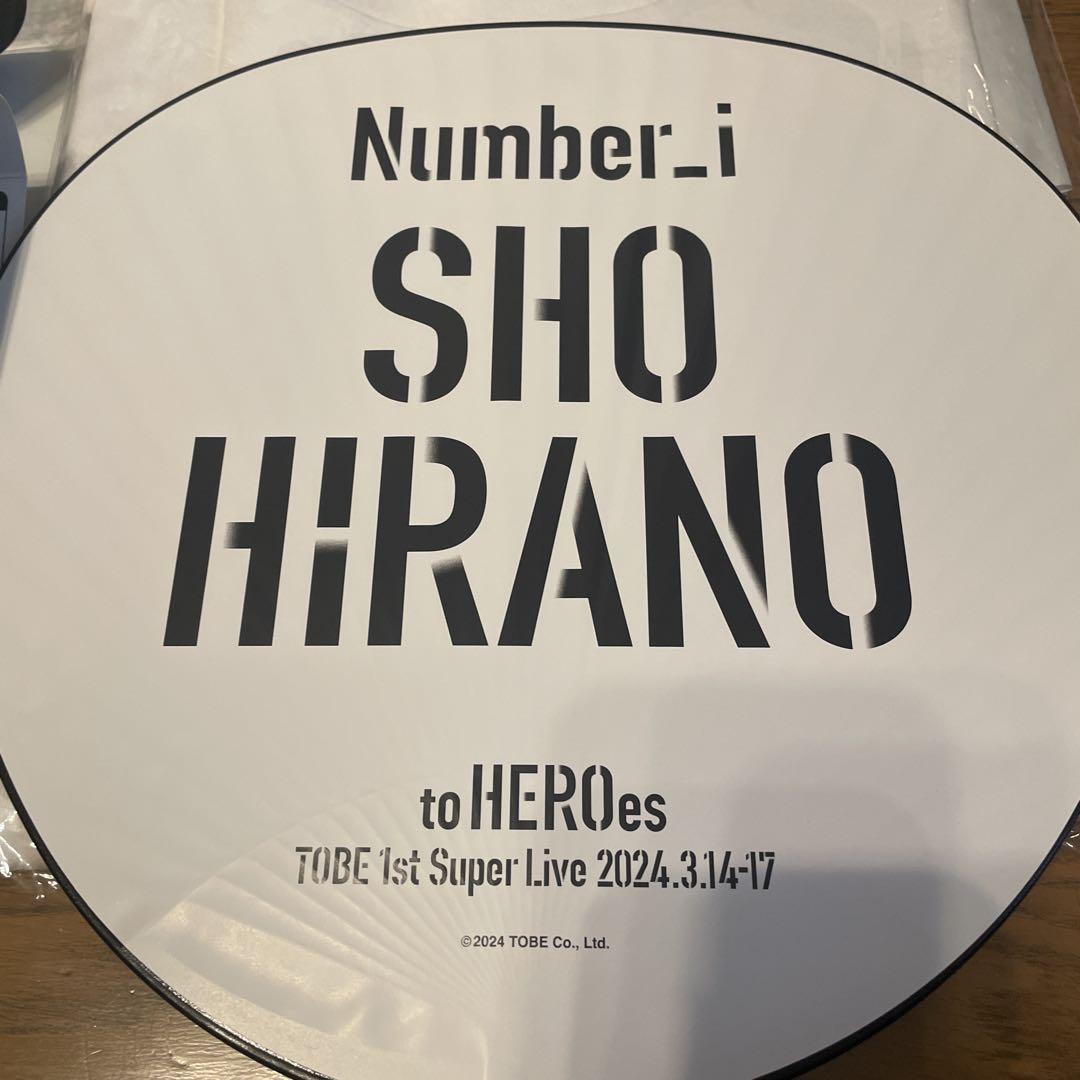 Number_i
SHO
HIRANO
to HEROes
TOBE 1st Super Live 2024.3.14-17
©2024 TOBE Co., Ltd.